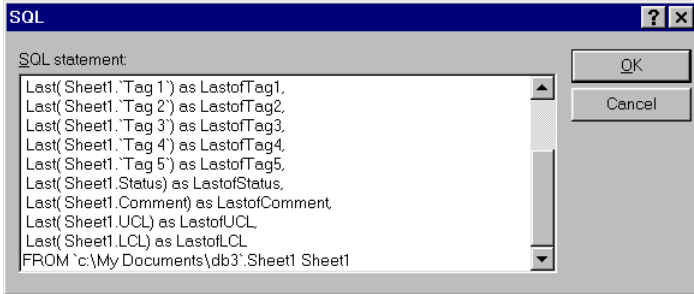 SQL
SQL statement:
OK
Cancel
Last( Sheet1.`Tag 1`) as LastofTag1,
Last( Sheet1.`Tag 2`) as LastofTag2,
Last( Sheet1.`Tag 3`) as LastofTag3,
Last( Sheet1.`Tag 4`) as LastofTag4,
Last( Sheet1.`Tag 5`) as LastofTag5,
Last( Sheet1.Status) as LastofStatus,
Last( Sheet1.Comment) as LastofComment,
Last( Sheet1.UCL) as LastofUCL,
Last( Sheet1.LCL) as LastofLCL
FROM `c:\My Documents\db3`.Sheet1 Sheet1